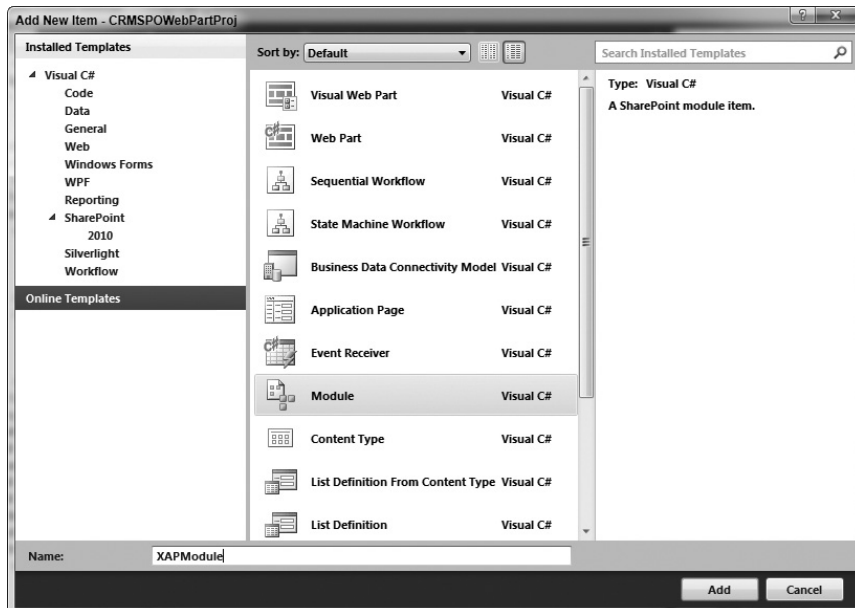 Add New Item - CRMSPOWebPartProj
Installed Templates
Visual C#
Code
Data
General
Web
Windows Forms
WPF
Reporting
SharePoint
2010
Silverlight
Workflow
Online Templates
Sort by: Default
Visual Web Part Visual C#
C# Web Part Visual C#
Sequential Workflow Visual C#
State Machine Workflow Visual C#
Business Data Connectivity Model Visual C#
Application Page Visual C#
C# Event Receiver Visual C#
Module Visual C#
Content Type Visual C#
List Definition From Content Type Visual C#
List Definition Visual C#
Search Installed Templates
Type: Visual C#
A SharePoint module item.
Name: XAPModule
Add Cancel